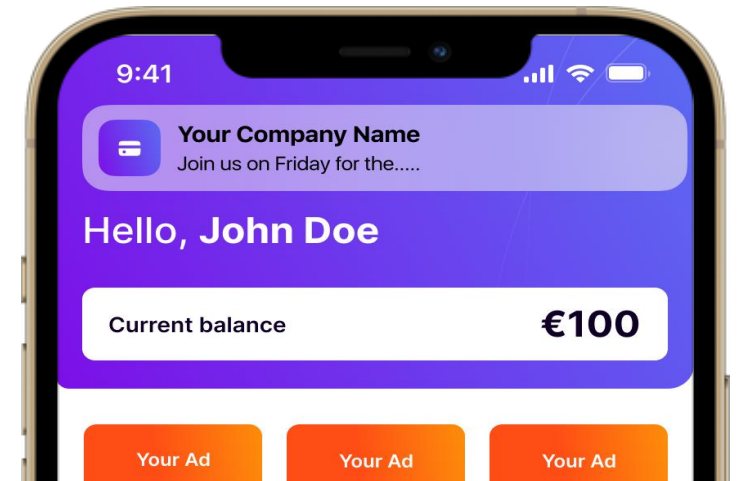 9:41
Your Company Name
Join us on Friday for the.....
Hello, John Doe
Current balance
€100
Your Ad
Your Ad
Your Ad